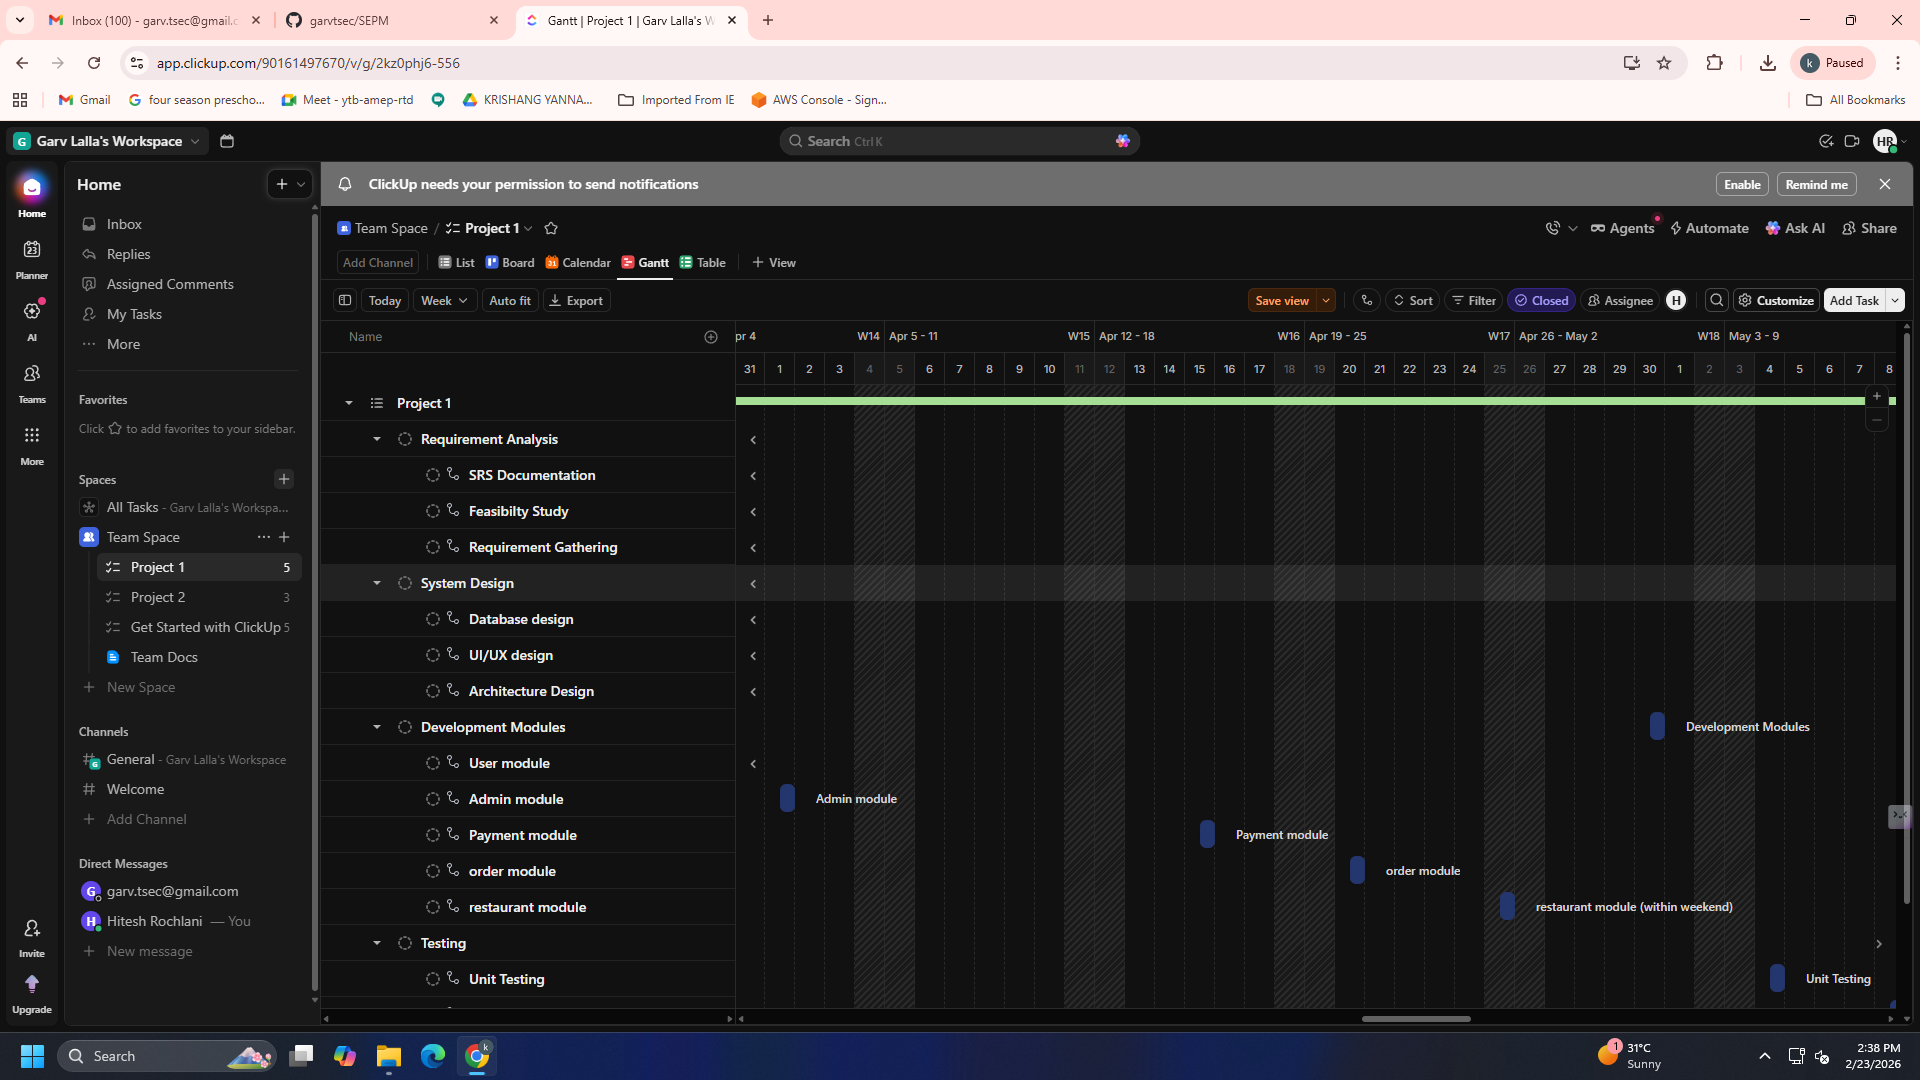 Inbox (100) - garv.tsec@gmail.c
garvtsec/SEPM
Gantt | Project 1 | Garv Lalla's W
app.clickup.com/90161497670/v/g/2kz0phj6-556
k Paused
Gmail
four season prescho...
Meet - ytb-amep-rtd
KRISHANG YANNA...
Imported From IE
AWS Console - Sign...
All Bookmarks
G Garv Lalla's Workspace
Search Ctrl K
HR
Home
Planner
AI
Teams
More
Invite
Upgrade
Home
Inbox
Replies
Assigned Comments
My Tasks
More
Favorites
Click ☆ to add favorites to your sidebar.
Spaces
All Tasks - Garv Lalla's Workspa...
Team Space
Project 1 5
Project 2 3
Get Started with ClickUp 5
Team Docs
New Space
Channels
General - Garv Lalla's Workspace
Welcome
Add Channel
Direct Messages
G garv.tsec@gmail.com
H Hitesh Rochlani — You
New message
ClickUp needs your permission to send notifications
Enable
Remind me
Team Space / Project 1
Agents
Automate
Ask AI
Share
Add Channel
List
Board
Calendar
Gantt
Table
View
Today
Week
Auto fit
Export
Save view
Sort
Filter
Closed
Assignee
H
Customize
Add Task
Name
pr 4 W14 Apr 5 - 11 W15 Apr 12 - 18 W16 Apr 19 - 25 W17 Apr 26 - May 2 W18 May 3 - 9
31 1 2 3 4 5 6 7 8 9 10 11 12 13 14 15 16 17 18 19 20 21 22 23 24 25 26 27 28 29 30 1 2 3 4 5 6 7 8
Project 1
Requirement Analysis
SRS Documentation
Feasibilty Study
Requirement Gathering
System Design
Database design
UI/UX design
Architecture Design
Development Modules
Development Modules
User module
Admin module
Admin module
Payment module
Payment module
order module
order module
restaurant module
restaurant module (within weekend)
Testing
Unit Testing
Unit Testing
Search
k
1
31°C
Sunny
2:38 PM
2/23/2026